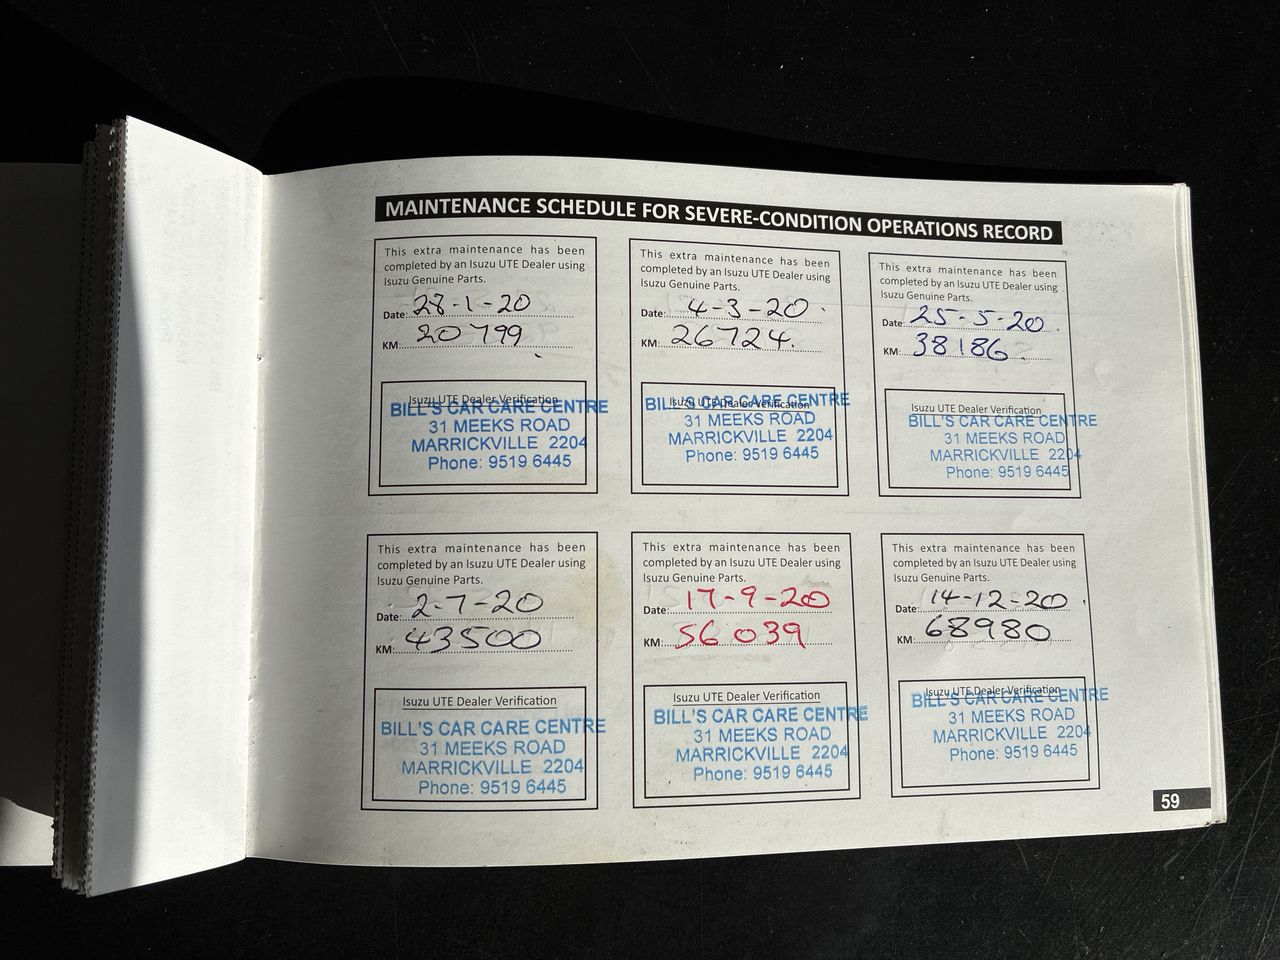 MAINTENANCE SCHEDULE FOR SEVERE-CONDITION OPERATIONS RECORD
This extra maintenance has been
completed by an Isuzu UTE Dealer using
Isuzu Genuine Parts.
Date: 28-1-20
KM: 20799
Isuzu UTE Dealer Verification
BILL'S CAR CARE CENTRE
31 MEEKS ROAD
MARRICKVILLE 2204
Phone: 9519 6445
This extra maintenance has been
completed by an Isuzu UTE Dealer using
Isuzu Genuine Parts.
Date: 4-3-20
KM: 26724.
Isuzu UTE Dealer Verification
BILL'S CAR CARE CENTRE
31 MEEKS ROAD
MARRICKVILLE 2204
Phone: 9519 6445
This extra maintenance has been
completed by an Isuzu UTE Dealer using
Isuzu Genuine Parts.
Date: 25-5-20.
KM: 38186.
Isuzu UTE Dealer Verification
BILL'S CAR CARE CENTRE
31 MEEKS ROAD
MARRICKVILLE 2204
Phone: 9519 6445
This extra maintenance has been
completed by an Isuzu UTE Dealer using
Isuzu Genuine Parts.
Date: 2-7-20
KM: 43500
Isuzu UTE Dealer Verification
BILL'S CAR CARE CENTRE
31 MEEKS ROAD
MARRICKVILLE 2204
Phone: 9519 6445
This extra maintenance has been
completed by an Isuzu UTE Dealer using
Isuzu Genuine Parts.
Date: 17-9-20
KM: 56039
Isuzu UTE Dealer Verification
BILL'S CAR CARE CENTRE
31 MEEKS ROAD
MARRICKVILLE 2204
Phone: 9519 6445
This extra maintenance has been
completed by an Isuzu UTE Dealer using
Isuzu Genuine Parts.
Date: 14-12-20.
KM: 68980
Isuzu UTE Dealer Verification
BILL'S CAR CARE CENTRE
31 MEEKS ROAD
MARRICKVILLE 2204
Phone: 9519 6445
59